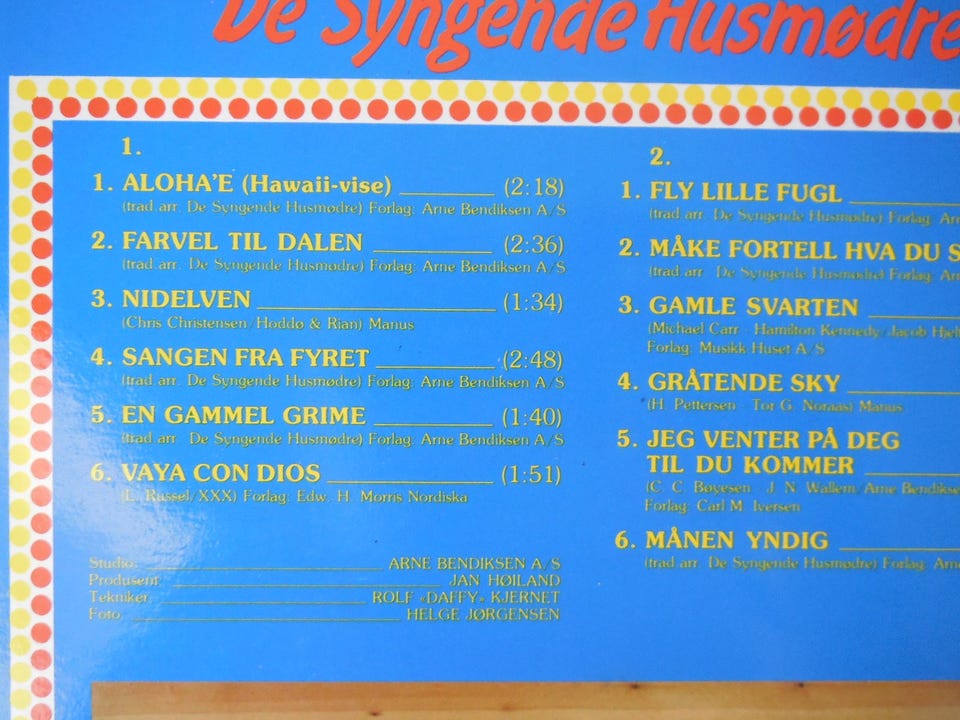 De Syngende Husmødre
1.
1. ALOHA'E (Hawaii-vise) (2:18)
(trad.arr. De Syngende Husmødre) Forlag: Arne Bendiksen A/S
2. FARVEL TIL DALEN (2:36)
(trad.arr. De Syngende Husmødre) Forlag: Arne Bendiksen A/S
3. NIDELVEN (1:34)
(Chris Christensen/Hoddø & Rian) Manus
4. SANGEN FRA FYRET (2:48)
(trad.arr. De Syngende Husmødre) Forlag: Arne Bendiksen A/S
5. EN GAMMEL GRIME (1:40)
(trad.arr. De Syngende Husmødre) Forlag: Arne Bendiksen A/S
6. VAYA CON DIOS (1:51)
(L. Russel/XXX) Forlag: Edw. H. Morris Nordiska
Studio: ARNE BENDIKSEN A/S
Produsent: JAN HØILAND
Tekniker: ROLF «DAFFY» KJERNET
Foto: HELGE JØRGENSEN
2.
1. FLY LILLE FUGL
(trad.arr. De Syngende Husmødre) Forlag:
2. MÅKE FORTELL HVA DU
(trad.arr. De Syngende Husmødre) Forlag:
3. GAMLE SVARTEN
(Michael Carr - Hamilton Kennedy/Jacob
Forlag: Musikk-Huset A/S
4. GRÅTENDE SKY
(H. Pettersen - Tor G. Noraas) Manus
5. JEG VENTER PÅ DEG
TIL DU KOMMER
(C. C. Bøyesen - J. N. Wallem/Arne
Forlag: Carl M. Iversen
6. MÅNEN YNDIG
(trad.arr. De Syngende Husmødre) Forlag: